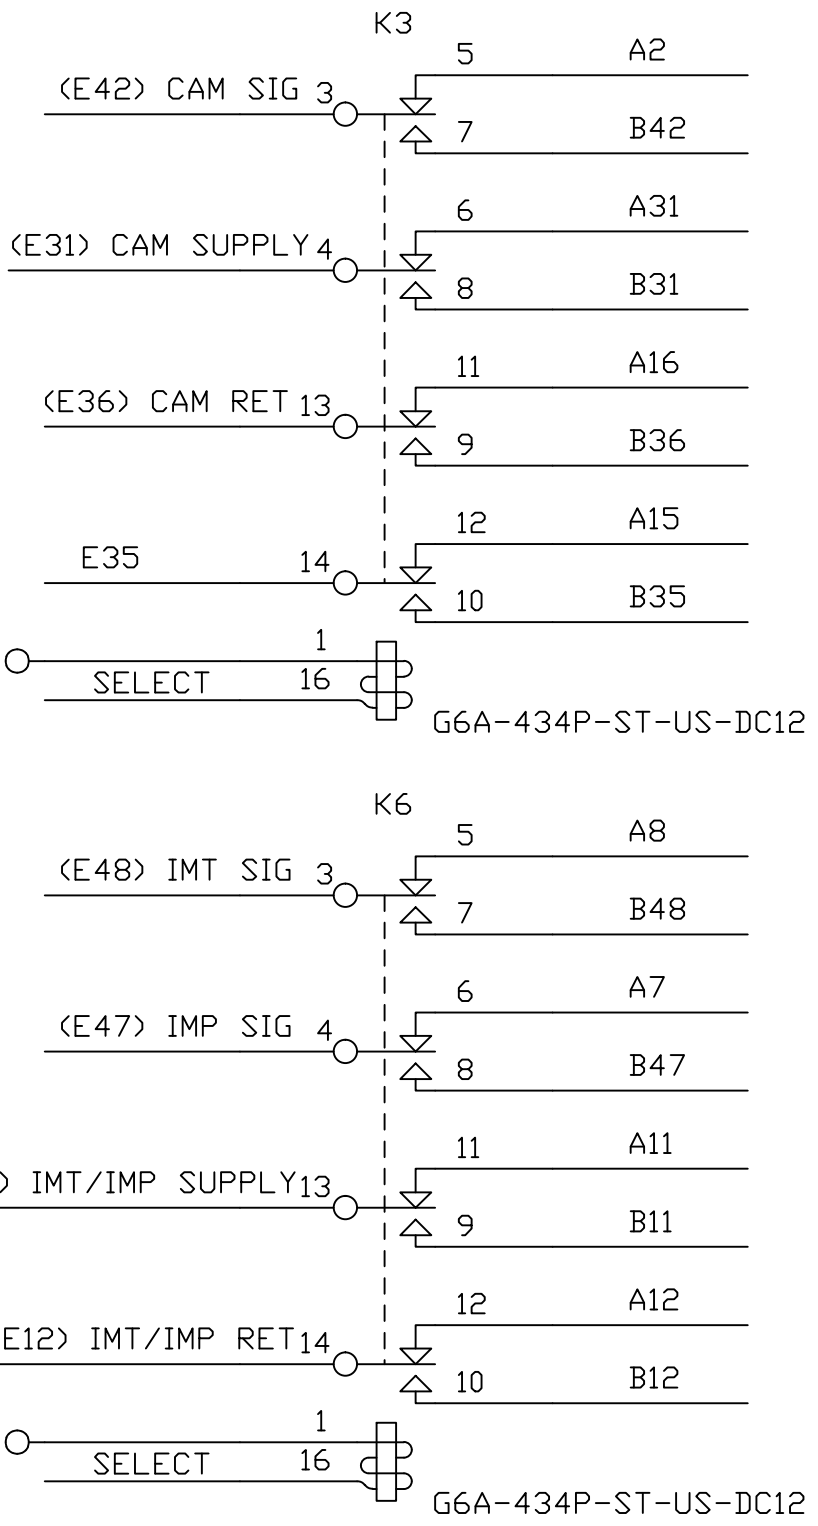 K3
5 A2
(E42) CAM SIG 3
7 B42
6 A31
(E31) CAM SUPPLY 4
8 B31
11 A16
(E36) CAM RET 13
9 B36
12 A15
E35 14
10 B35
1
SELECT 16
G6A-434P-ST-US-DC12
K6
5 A8
(E48) IMT SIG 3
7 B48
6 A7
(E47) IMP SIG 4
8 B47
11 A11
) IMT/IMP SUPPLY 13
9 B11
12 A12
E12) IMT/IMP RET 14
10 B12
1
SELECT 16
G6A-434P-ST-US-DC12